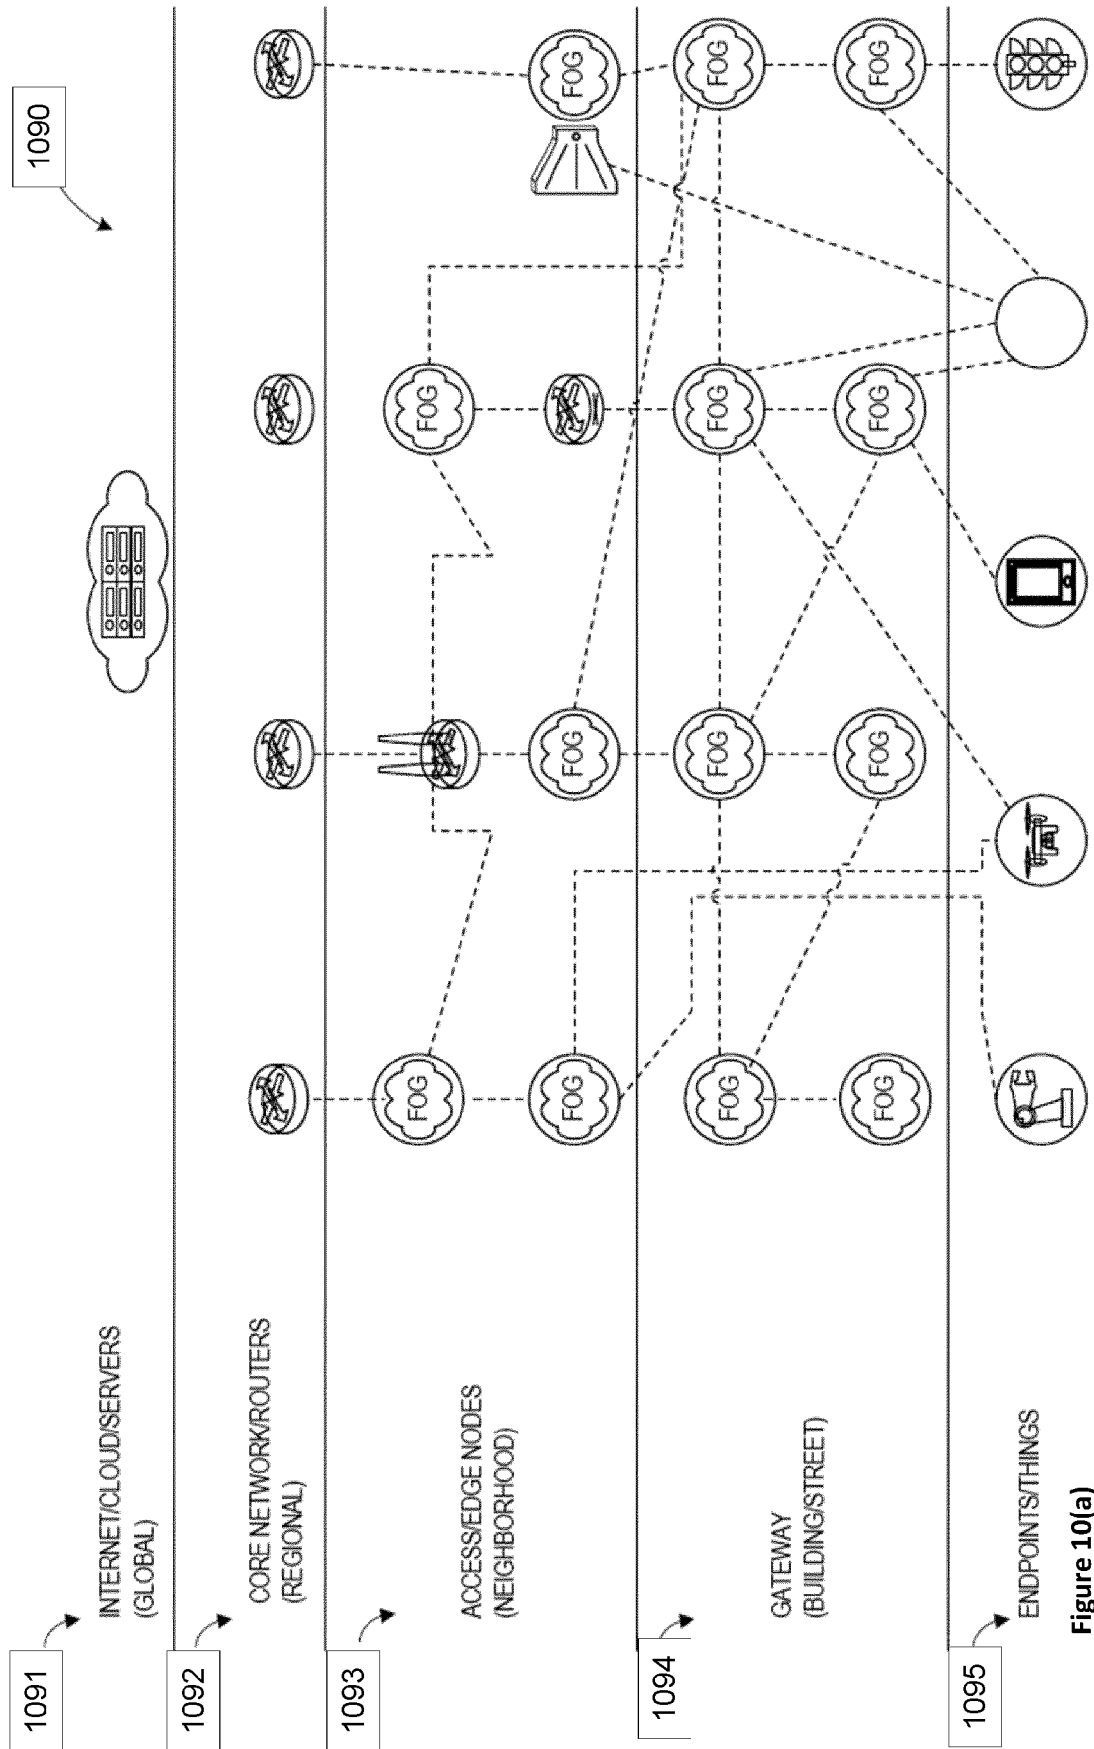 1090
1091
INTERNET/CLOUD/SERVERS
(GLOBAL)
1092
CORE NETWORK/ROUTERS
(REGIONAL)
1093
ACCESS/EDGE NODES
(NEIGHBORHOOD)
FOG
FOG
FOG
FOG
FOG
1094
GATEWAY
(BUILDING/STREET)
FOG
FOG
FOG
FOG
FOG
FOG
FOG
FOG
1095
ENDPOINTS/THINGS
Figure 10(a)